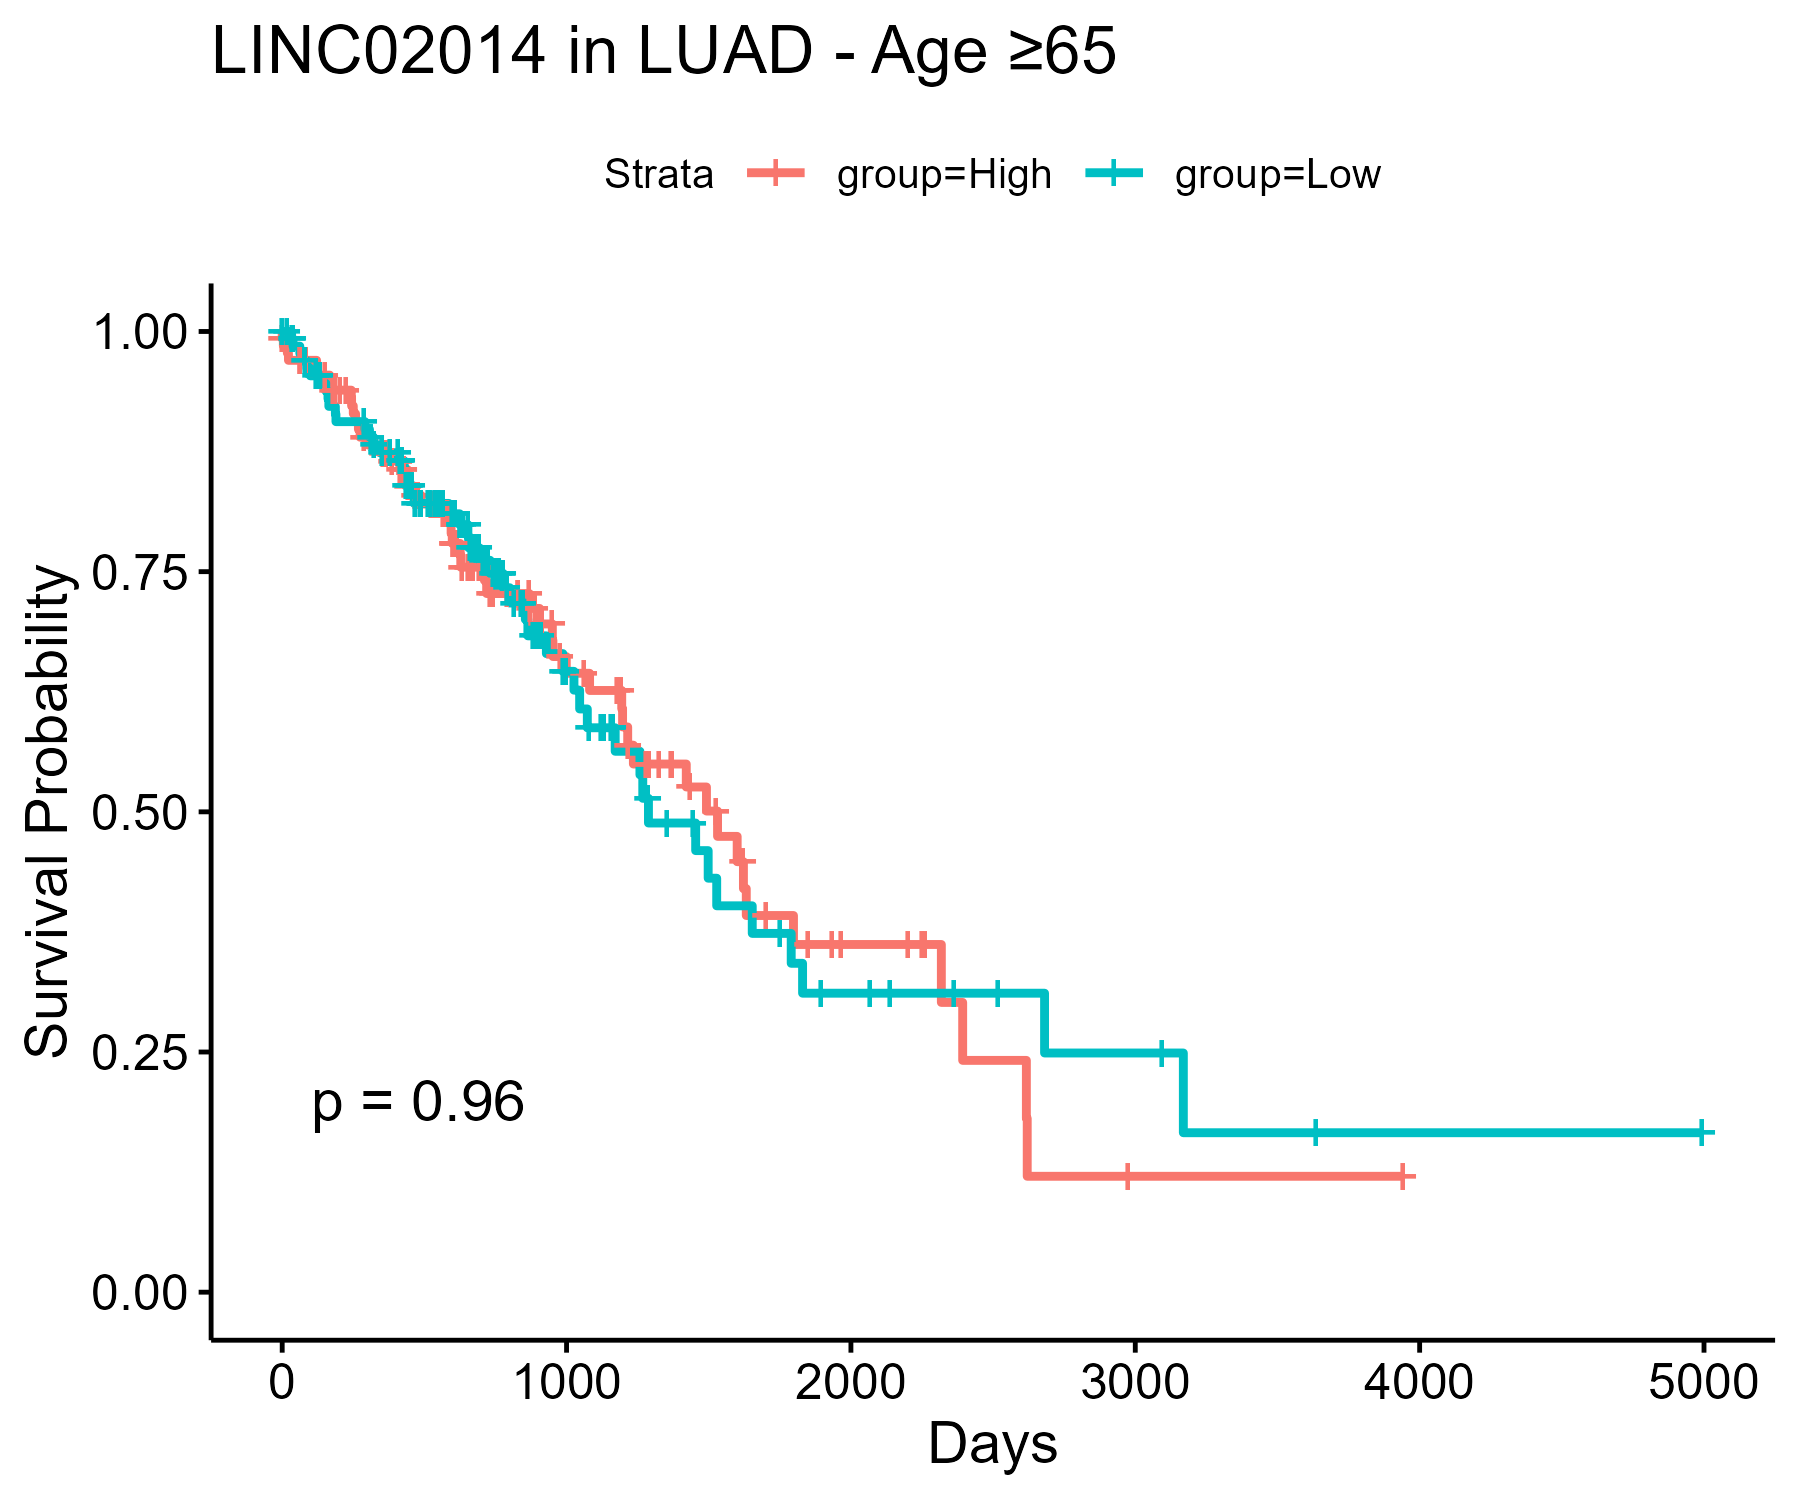 LINC02014 in LUAD - Age ≥65
Strata group=High group=Low
Survival Probability
1.00
0.75
0.50
0.25
0.00
p = 0.96
0 1000 2000 3000 4000 5000
Days